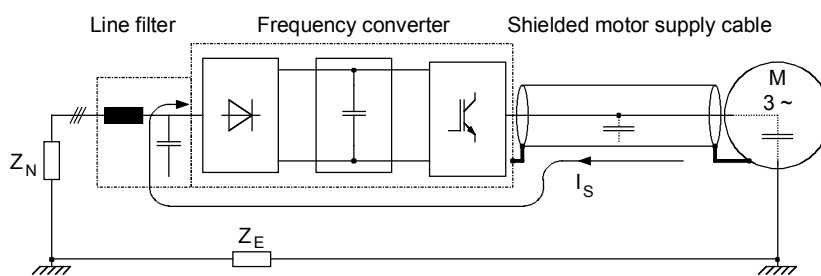 Line filter Frequency converter Shielded motor supply cable
M
3 ~
Z_N
I_S
Z_E